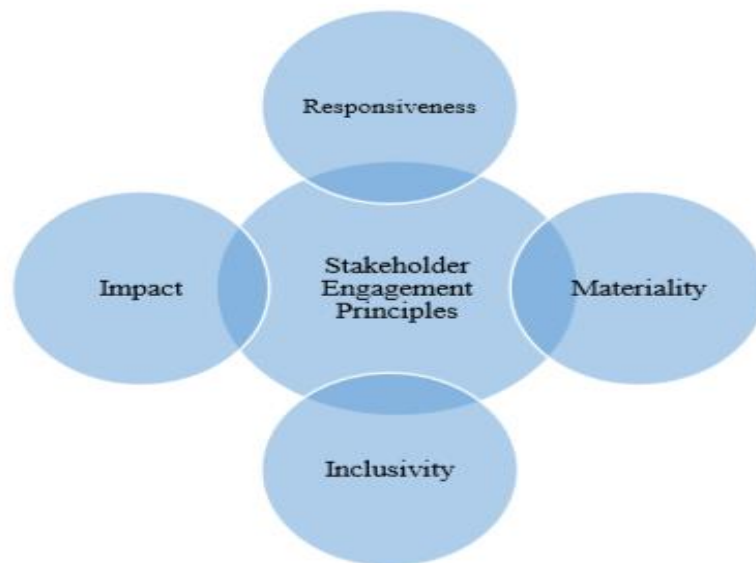 Responsiveness
Impact
Stakeholder
Engagement
Principles
Materiality
Inclusivity